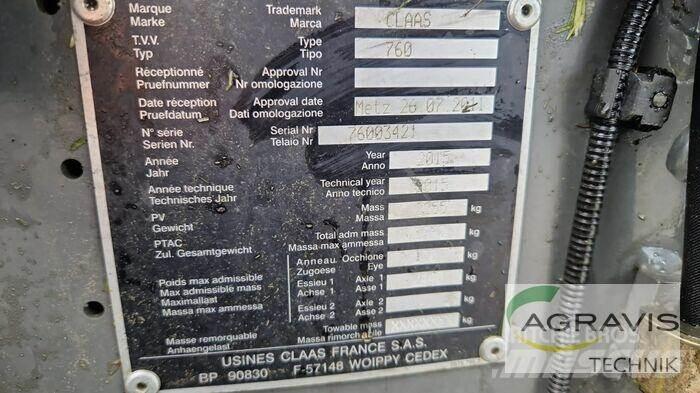 Marque Trademark CLAAS
Marke Marca
T.V.V. Type 760
Typ Tipo
Réceptionné Approval Nr
Pruefnummer Nr omologazione
Date réception Approval date Metz 26.07.2011
Pruefdatum Dati omologazione
N° série Serial Nr 76003421
Serien Nr. Telaio Nr
Année Year 2015
Jahr Anno
Année technique Technical year 2015
Technisches Jahr Anno tecnico
PV Mass kg
Gewicht Massa
PTAC Total adm mass kg
Zul. Gesamtgewicht Massa max ammessa
Anneau Occhione kg
Zugoese Eye
Poids max admissible Essieu 1 Axle 1 kg
Max admissible mass Achse 1 Asse 1
Maximallast Essieu 2 Axle 2 kg
Massa max ammessa Achse 2 Asse 2
Masse remorquable Towable mass kg
Anhaengelast Massa rimorch abile
USINES CLAAS FRANCE S.A.S.
BP 90830 F-57148 WOIPPY CEDEX
AGRAVIS
TECHNIK